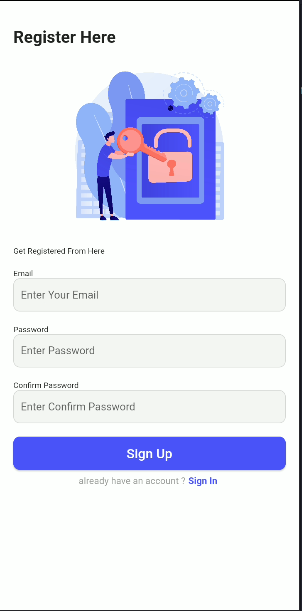 Register Here
Get Registered From Here
Email
Enter Your Email
Password
Enter Password
Confirm Password
Enter Confirm Password
Sign Up
already have an account ? Sign In